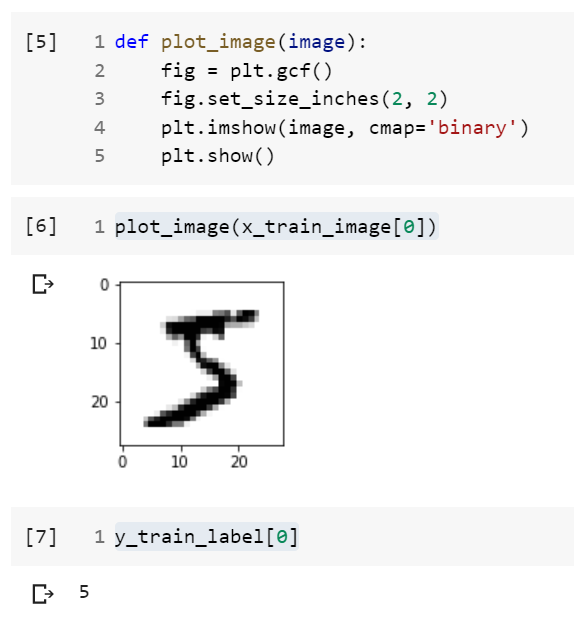 [5] 1 def plot_image(image):
2     fig = plt.gcf()
3     fig.set_size_inches(2, 2)
4     plt.imshow(image, cmap='binary')
5     plt.show()
[6] 1 plot_image(x_train_image[0])
0
10
20
0 10 20
5
[7] 1 y_train_label[0]
5